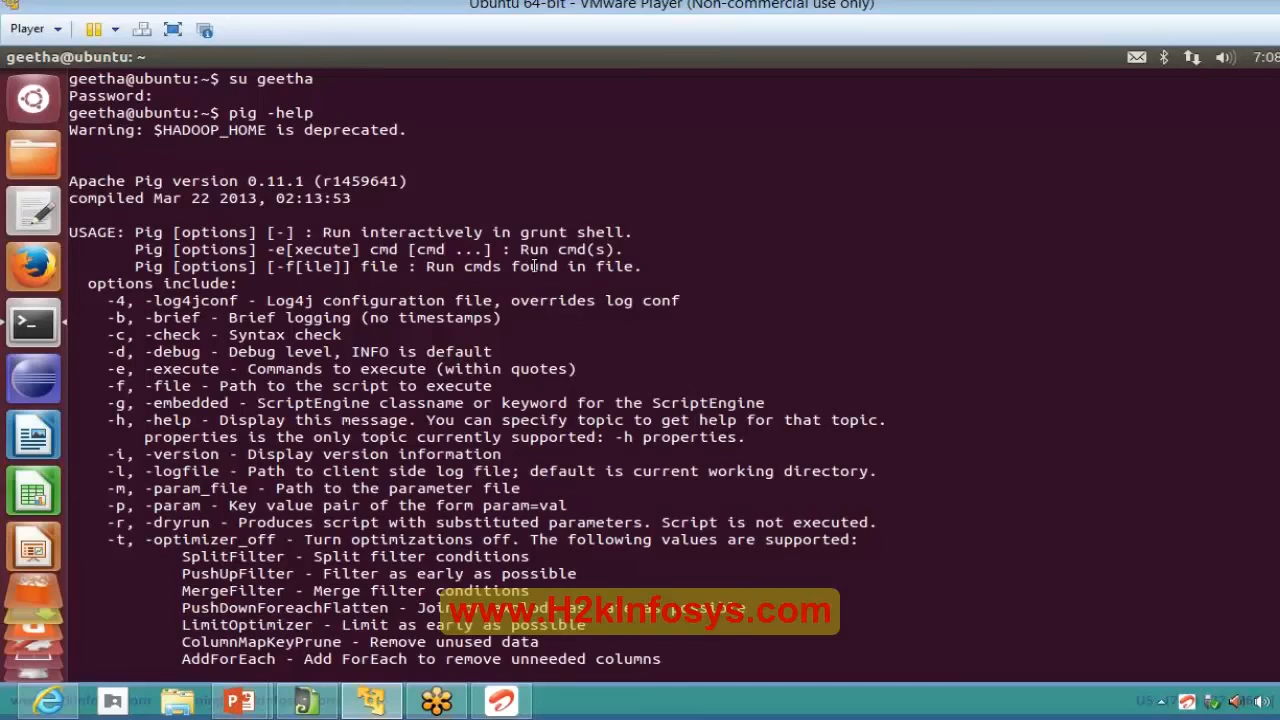 Ubuntu 64-bit - VMware Player (Non-commercial use only)
Player
geetha@ubuntu: ~
7:08
geetha@ubuntu:~$ su geetha
Password:
geetha@ubuntu:~$ pig -help
Warning: $HADOOP_HOME is deprecated.
Apache Pig version 0.11.1 (r1459641)
compiled Mar 22 2013, 02:13:53
USAGE: Pig [options] [-] : Run interactively in grunt shell.
Pig [options] -e[xecute] cmd [cmd ...] : Run cmd(s).
Pig [options] [-f[ile]] file : Run cmds found in file.
options include:
-4, -log4jconf - Log4j configuration file, overrides log conf
-b, -brief - Brief logging (no timestamps)
-c, -check - Syntax check
-d, -debug - Debug level, INFO is default
-e, -execute - Commands to execute (within quotes)
-f, -file - Path to the script to execute
-g, -embedded - ScriptEngine classname or keyword for the ScriptEngine
-h, -help - Display this message. You can specify topic to get help for that topic.
properties is the only topic currently supported: -h properties.
-i, -version - Display version information
-l, -logfile - Path to client side log file; default is current working directory.
-m, -param_file - Path to the parameter file
-p, -param - Key value pair of the form param=val
-r, -dryrun - Produces script with substituted parameters. Script is not executed.
-t, -optimizer_off - Turn optimizations off. The following values are supported:
SplitFilter - Split filter conditions
PushUpFilter - Filter as early as possible
MergeFilter - Merge filter conditions
PushDownForeachFlatten - Join or explode as late as possible
www.H2kInfosys.com
LimitOptimizer - Limit as early as possible
ColumnMapKeyPrune - Remove unused data
AddForEach - Add ForEach to remove unneeded columns